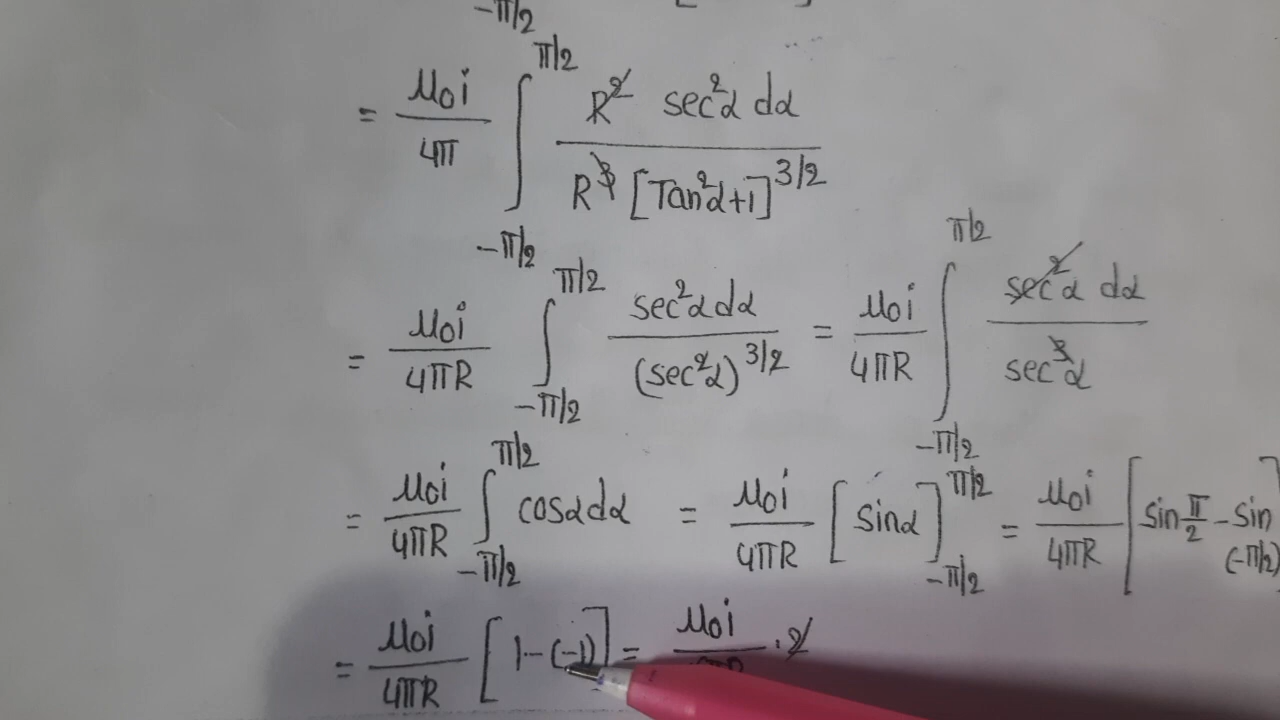 -π/2
= μ₀i/4π ∫_{-π/2}^{π/2} R² sec²α dα / R³ [Tan²α+1]^{3/2}
= μ₀i/4πR ∫_{-π/2}^{π/2} sec²α dα / (sec²α)^{3/2} = μ₀i/4πR ∫_{-π/2}^{π/2} sec²α dα / sec³α
= μ₀i/4πR ∫_{-π/2}^{π/2} cosα dα = μ₀i/4πR [sinα]_{-π/2}^{π/2} = μ₀i/4πR [sin π/2 - sin (-π/2)]
= μ₀i/4πR [1-(-1)] = μ₀i/4πR · 2